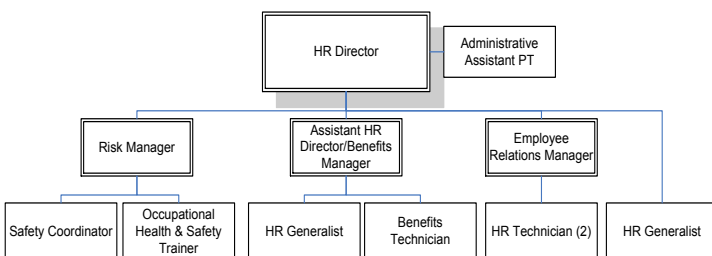 HR Director
Administrative
Assistant PT
Risk Manager
Assistant HR
Director/Benefits
Manager
Employee
Relations Manager
Safety Coordinator
Occupational
Health & Safety
Trainer
HR Generalist
Benefits
Technician
HR Technician (2)
HR Generalist